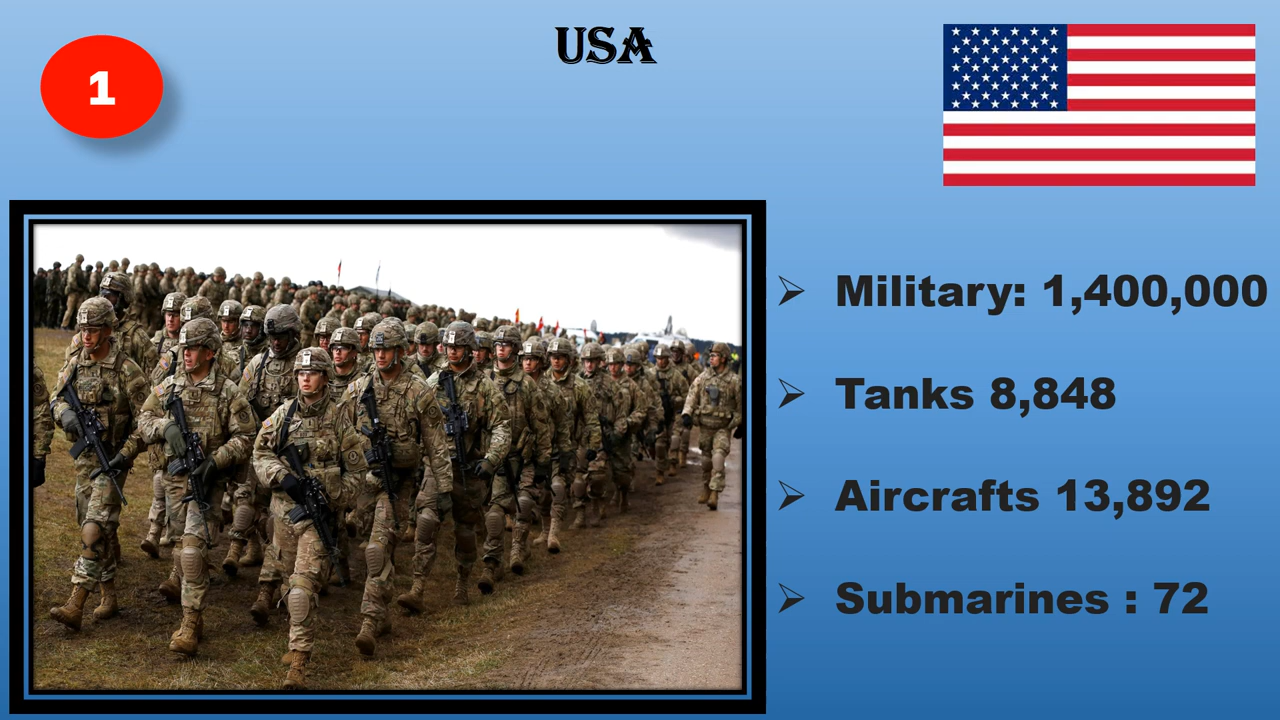 1
USA
Military: 1,400,000
Tanks 8,848
Aircrafts 13,892
Submarines : 72